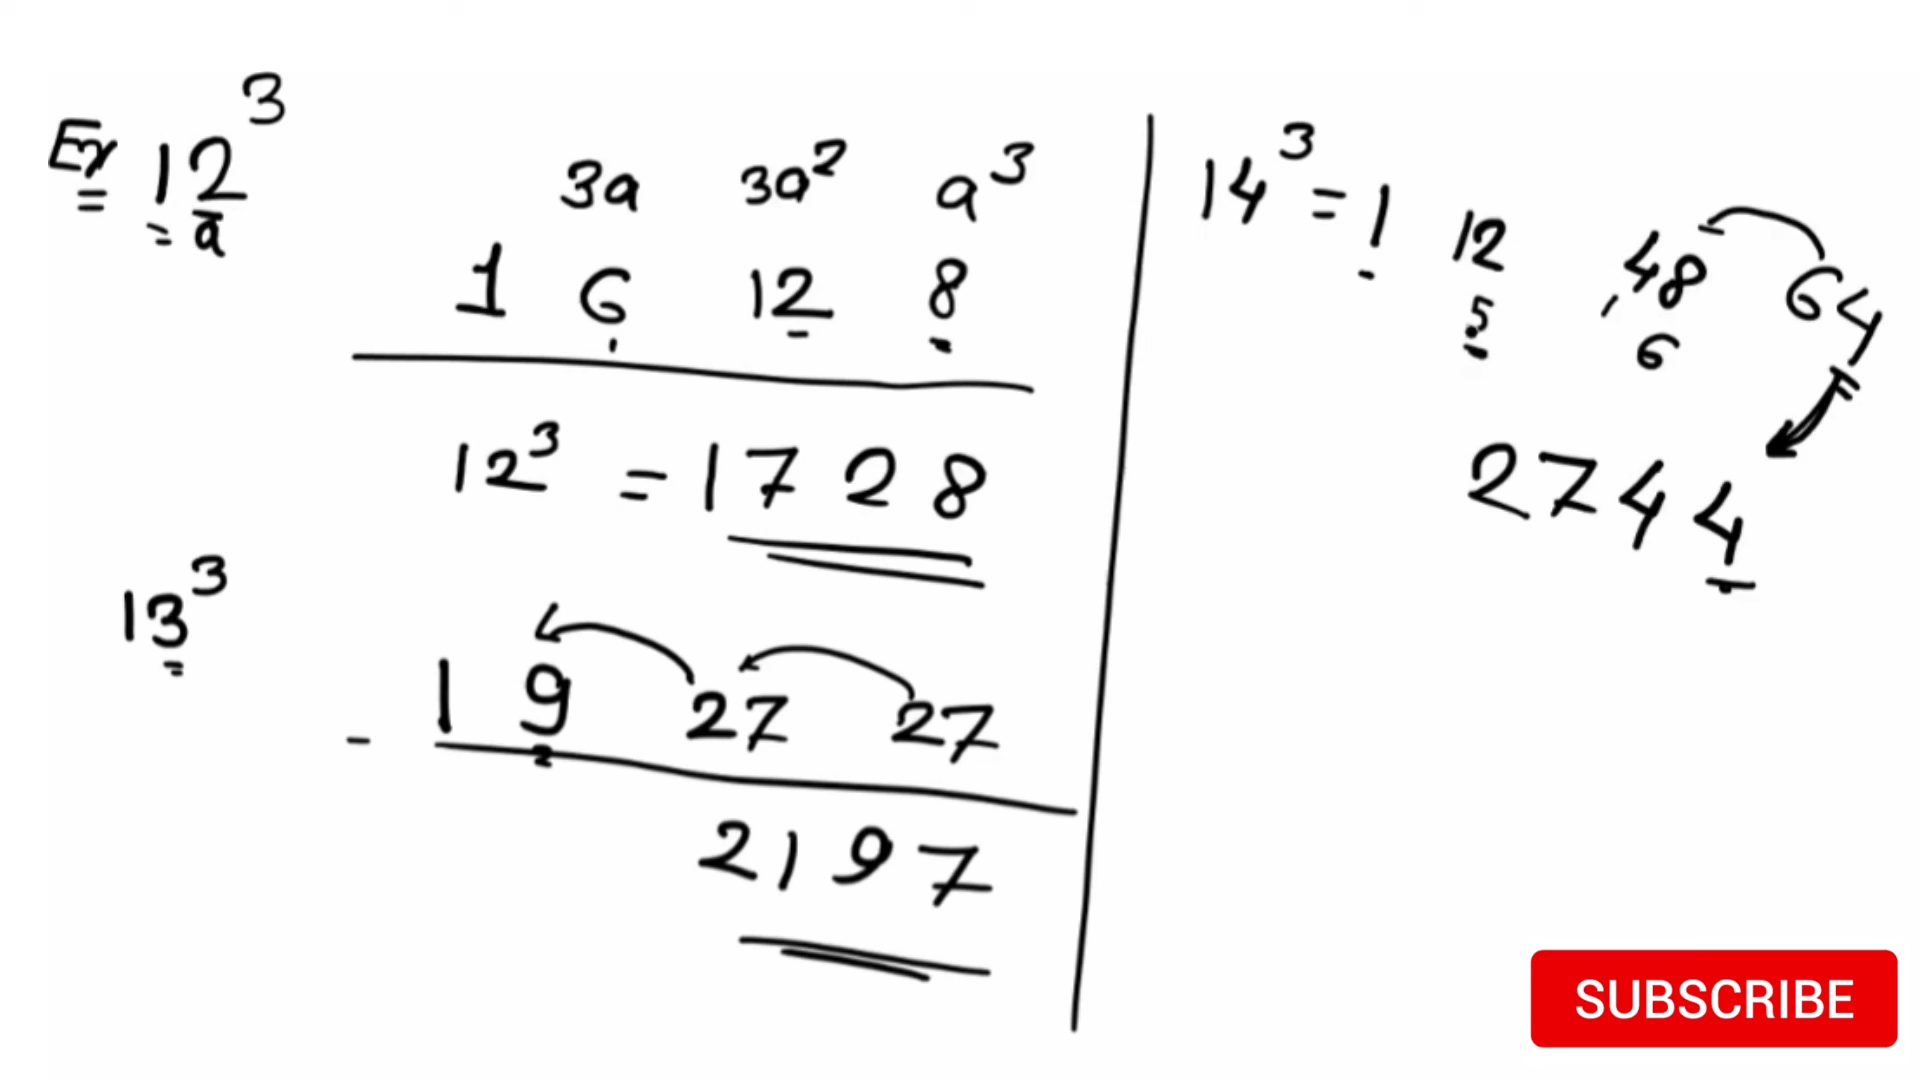 Ex 12³
a
3a 3a² a³
1 6 12 8
12³ = 1728
13³
1 9 27 27
2
2197
14³ = 1 12 48 64
5 6
2744
SUBSCRIBE